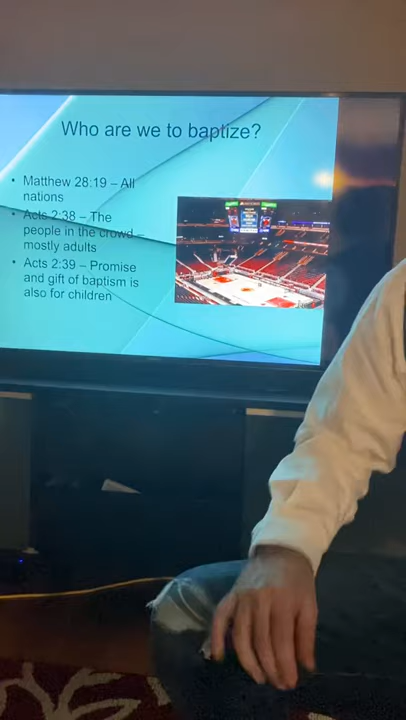 Who are we to baptize?
• Matthew 28:19 – All
nations
• Acts 2:38 – The
people in the crowd –
mostly adults
• Acts 2:39 – Promise
and gift of baptism is
also for children